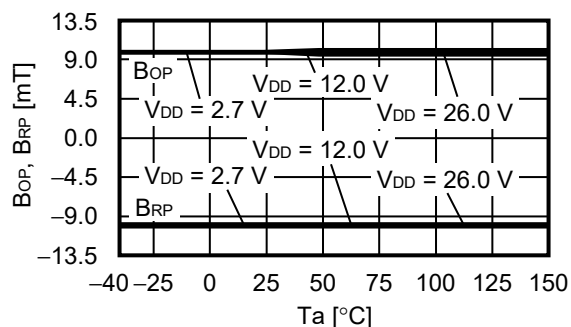 13.5
9.0
4.5
0.0
−4.5
−9.0
−13.5
BOP, BRP [mT]
BOP
VDD = 12.0 V
VDD = 2.7 V
VDD = 26.0 V
VDD = 12.0 V
VDD = 2.7 V
VDD = 26.0 V
BRP
−40 −25 0 25 50 75 100 125 150
Ta [°C]